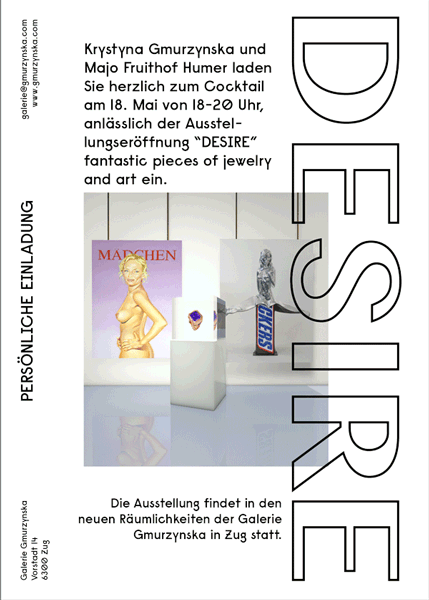 Krystyna Gmurzynska und
Majo Fruithof Humer laden
Sie herzlich zum Cocktail
am 18. Mai von 18-20 Uhr,
anlässlich der Ausstel-
lungseröffnung "DESIRE"
fantastic pieces of jewelry
and art ein.
DESIRE
galerie@gmurzynska.com
www.gmurzynska.com
PERSÖNLICHE EINLADUNG
MÄDCHEN
CKERS
Die Ausstellung findet in den
neuen Räumlichkeiten der Galerie
Gmurzynska in Zug statt.
Galerie Gmurzynska
Vorstadt 14
6300 Zug